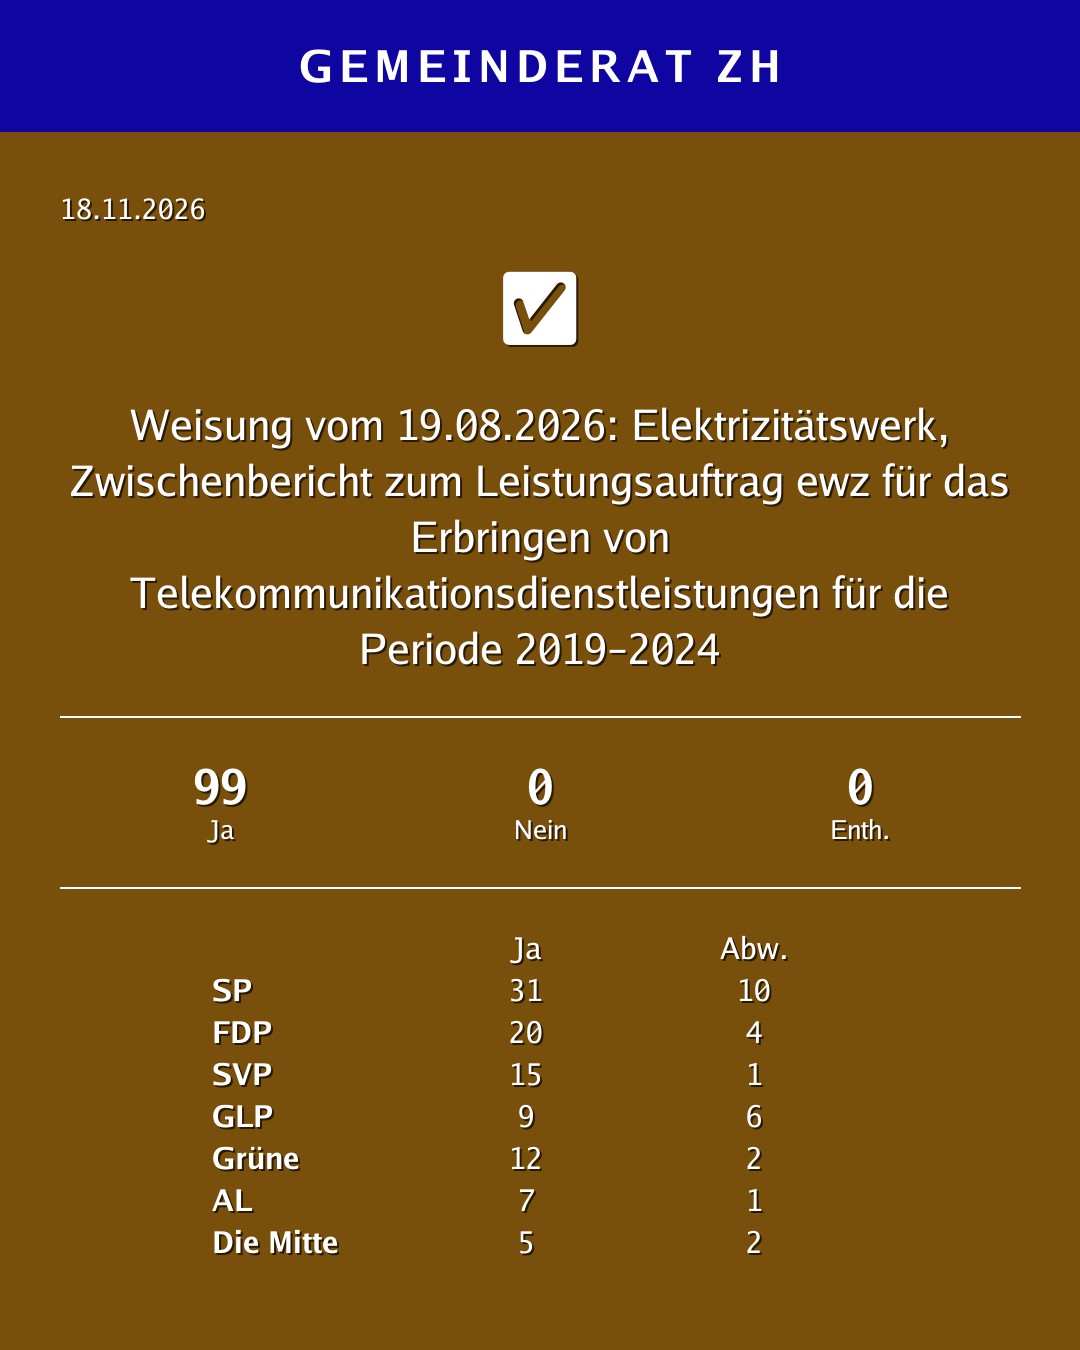 GEMEINDERAT ZH
18.11.2026
Weisung vom 19.08.2026: Elektrizitätswerk,
Zwischenbericht zum Leistungsauftrag ewz für das
Erbringen von
Telekommunikationsdienstleistungen für die
Periode 2019–2024
99 0 0
Ja Nein Enth.
Ja Abw.
SP 31 10
FDP 20 4
SVP 15 1
GLP 9 6
Grüne 12 2
AL 7 1
Die Mitte 5 2